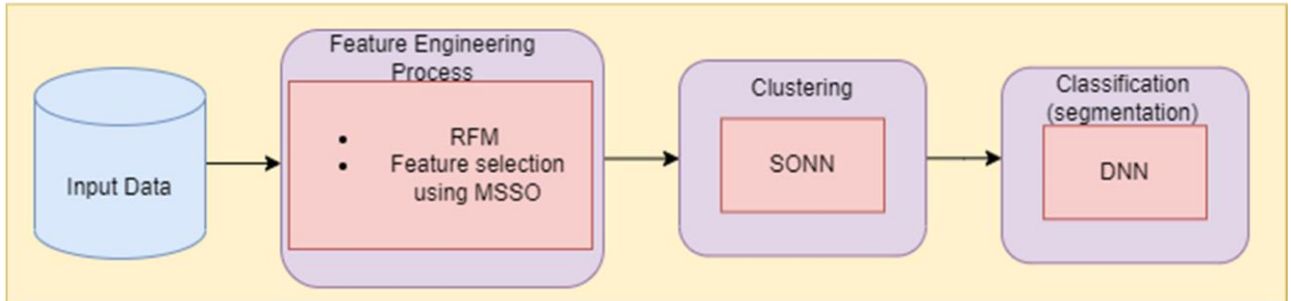 Input Data
Feature Engineering
Process
• RFM
• Feature selection
using MSSO
Clustering
SONN
Classification
(segmentation)
DNN